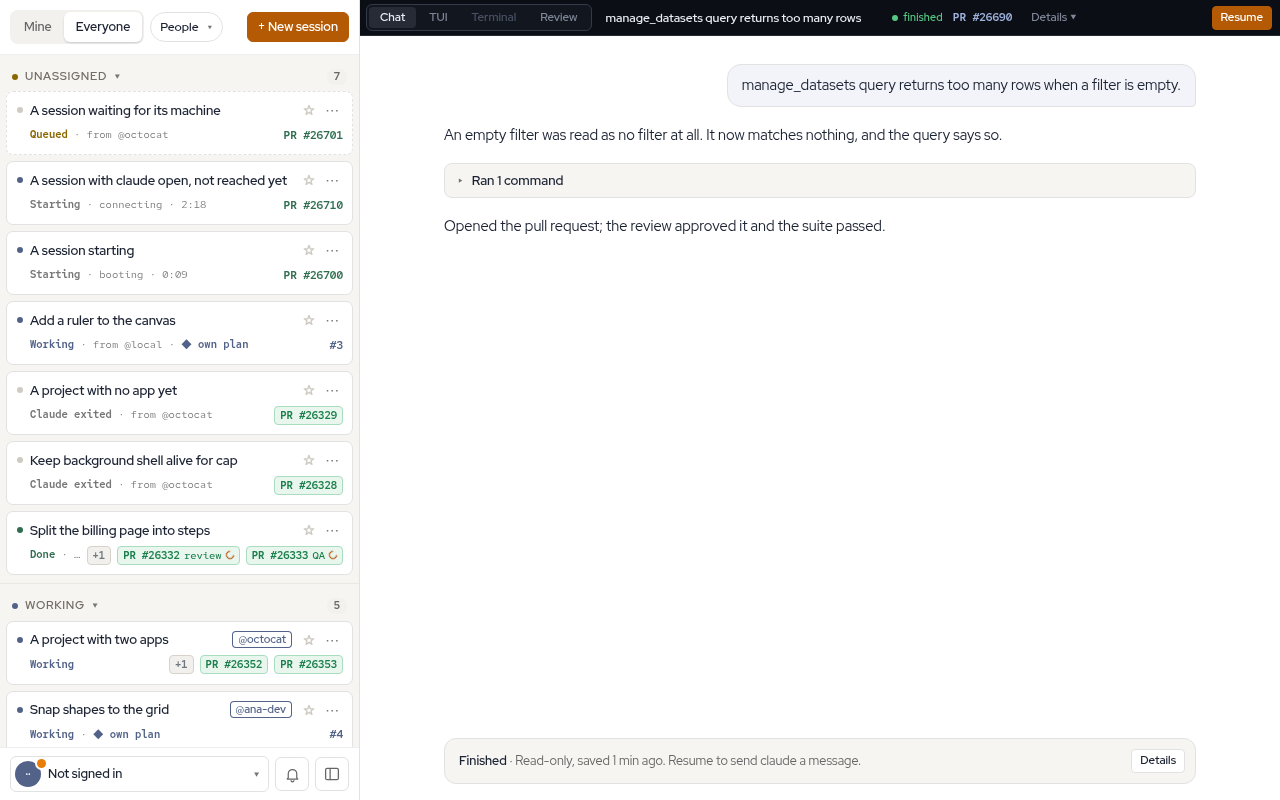 Mine
Everyone
People
+ New session
Chat
TUI
Terminal
Review
manage_datasets query returns too many rows
finished
PR #26690
Details
Resume
UNASSIGNED
7
A session waiting for its machine
Queued · from @octocat
PR #26701
A session with claude open, not reached yet
Starting · connecting · 2:18
PR #26710
A session starting
Starting · booting · 0:09
PR #26700
Add a ruler to the canvas
Working · from @local · ◆ own plan
#3
A project with no app yet
Claude exited · from @octocat
PR #26329
Keep background shell alive for cap
Claude exited · from @octocat
PR #26328
Split the billing page into steps
Done · …
+1
PR #26332 review
PR #26333 QA
WORKING
5
A project with two apps
@octocat
Working
+1
PR #26352
PR #26353
Snap shapes to the grid
@ana-dev
Working · ◆ own plan
#4
Not signed in
manage_datasets query returns too many rows when a filter is empty.
An empty filter was read as no filter at all. It now matches nothing, and the query says so.
Ran 1 command
Opened the pull request; the review approved it and the suite passed.
Finished · Read-only, saved 1 min ago. Resume to send claude a message.
Details